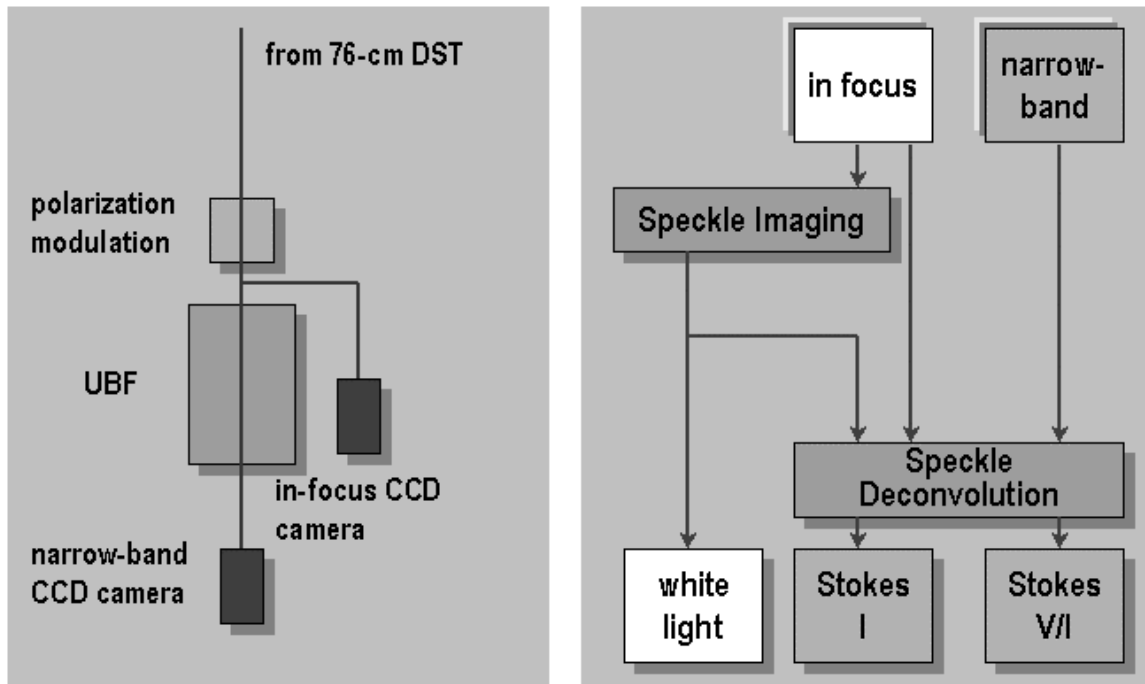 from 76-cm DST
polarization
modulation
UBF
in-focus CCD
camera
narrow-band
CCD camera
in focus
narrow-
band
Speckle Imaging
Speckle
Deconvolution
white
light
Stokes
I
Stokes
V/I